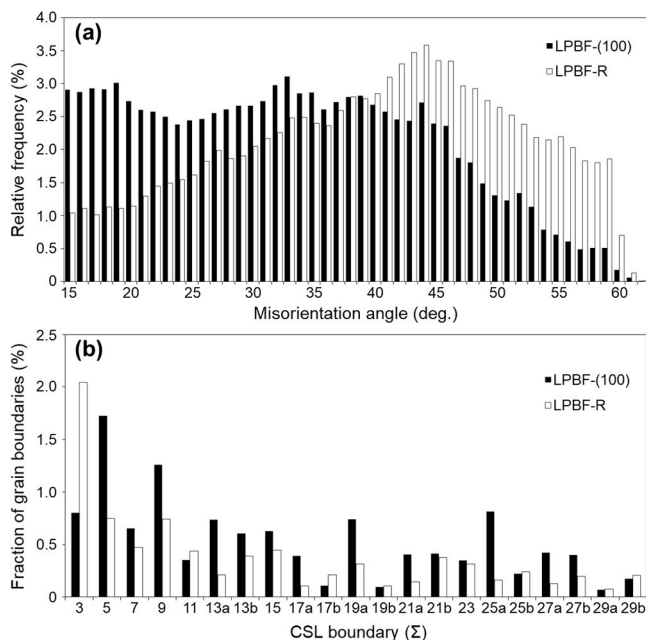 (a)
LPBF-(100)
LPBF-R
Relative frequency (%)
4.0
3.5
3.0
2.5
2.0
1.5
1.0
0.5
0
15 20 25 30 35 40 45 50 55 60
Misorientation angle (deg.)
(b)
LPBF-(100)
LPBF-R
Fraction of grain boundaries (%)
2.5
2.0
1.5
1.0
0.5
0
3 5 7 9 11 13a 13b 15 17a 17b 19a 19b 21a 21b 23 25a 25b 27a 27b 29a 29b
CSL boundary (Σ)